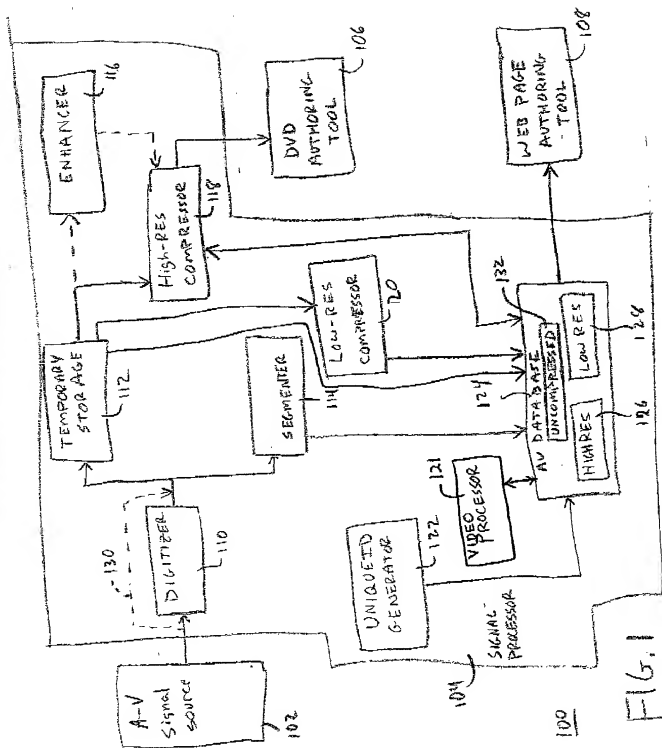 ENHANCER
116
TEMPORARY
STORAGE
112
High-RES
COMPRESSOR
118
DVD
AUTHORING
TOOL
106
130
DIGITIZER
110
SEGMENTER
114
LOW-RES
COMPRESSOR
120
A-V
Signal
source
102
UNIQUE ID
GENERATOR
122
VIDEO
PROCESSOR
121
AV DATABASE
124
UNCOMPRESSED
132
HIGHRES
126
LOW RES
128
WEB PAGE
AUTHORING
-TOOL
108
SIGNAL-
PROCESSOR
104
100
FIG.1